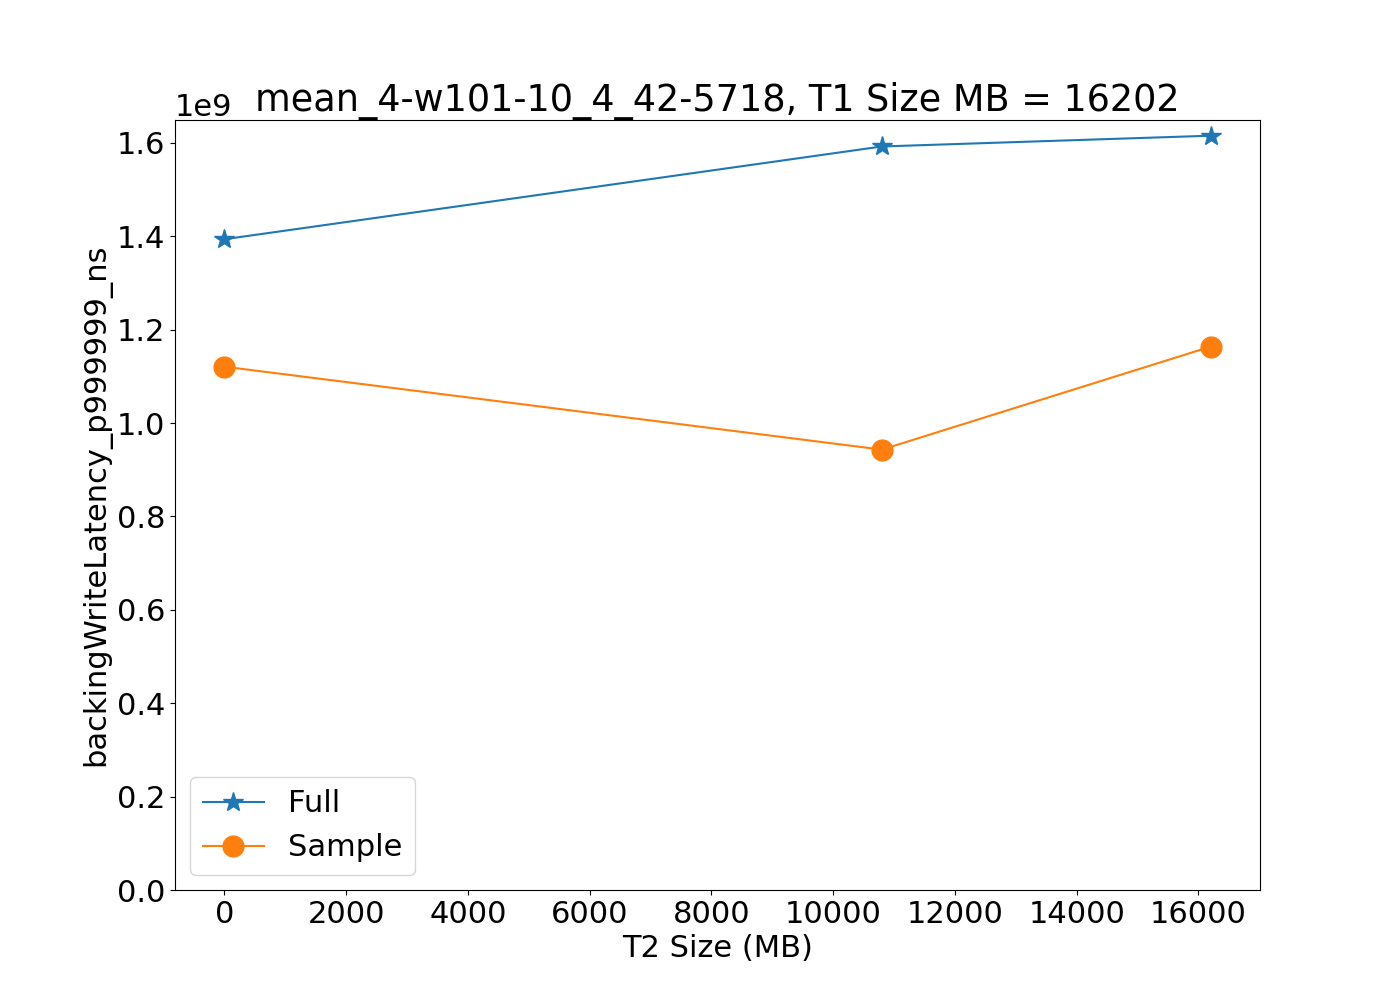 1e9 mean_4-w101-10_4_42-5718, T1 Size MB = 16202
backingWriteLatency_p999999_ns
1.6
1.4
1.2
1.0
0.8
0.6
0.4
0.2
0.0
Full
Sample
0 2000 4000 6000 8000 10000 12000 14000 16000
T2 Size (MB)